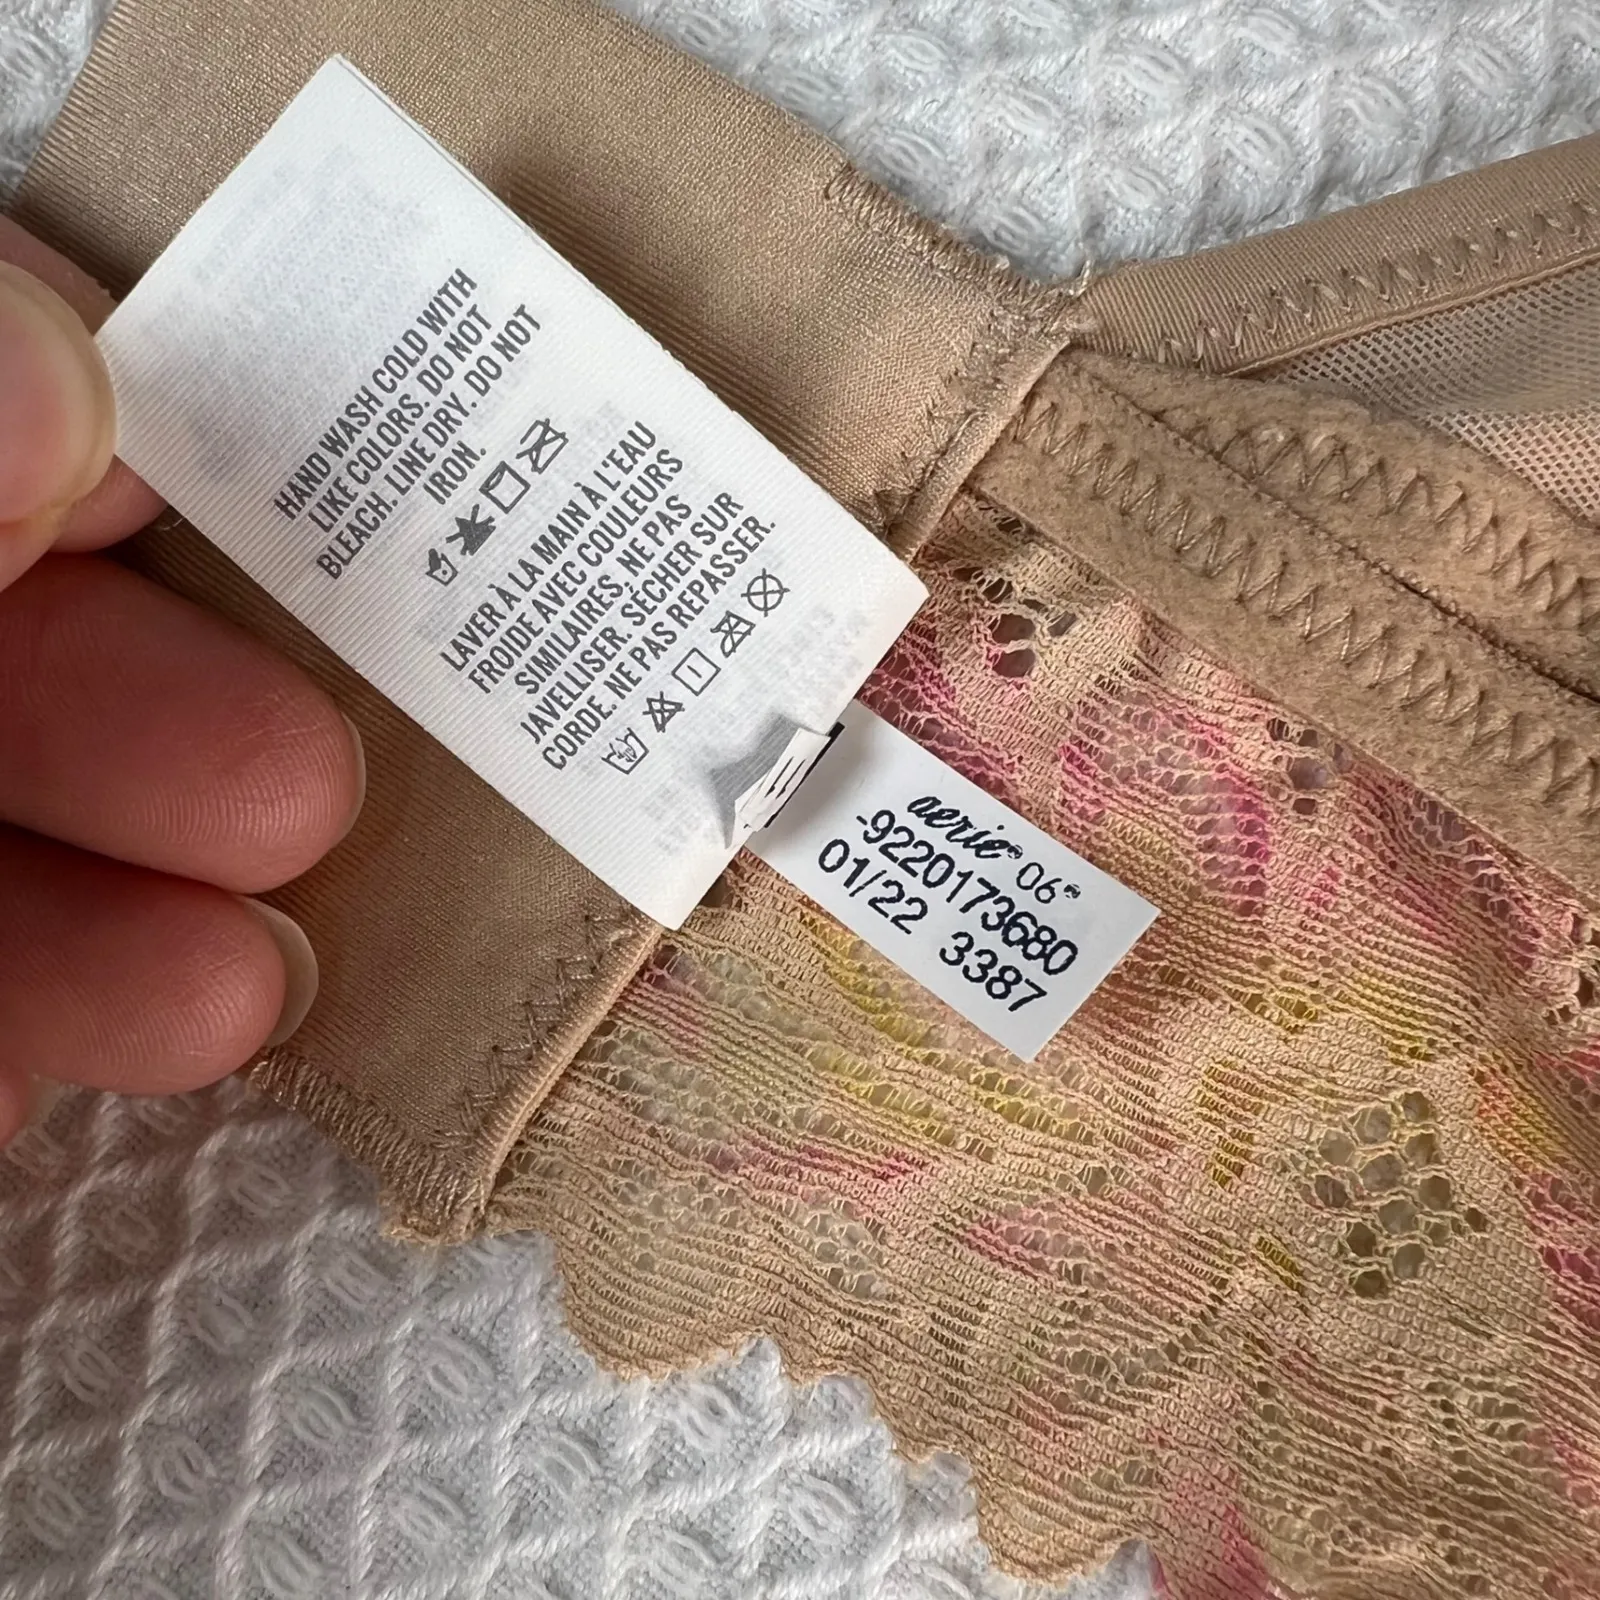 HAND WASH COLD WITH
LIKE COLORS. DO NOT
BLEACH. LINE DRY. DO NOT
IRON.
LAVER À LA MAIN À L'EAU
FROIDE AVEC COULEURS
SIMILAIRES. NE PAS
JAVELLISER. SÉCHER SUR
CORDE. NE PAS REPASSER.
aerie® 06®
-9220173680
01/22 3387